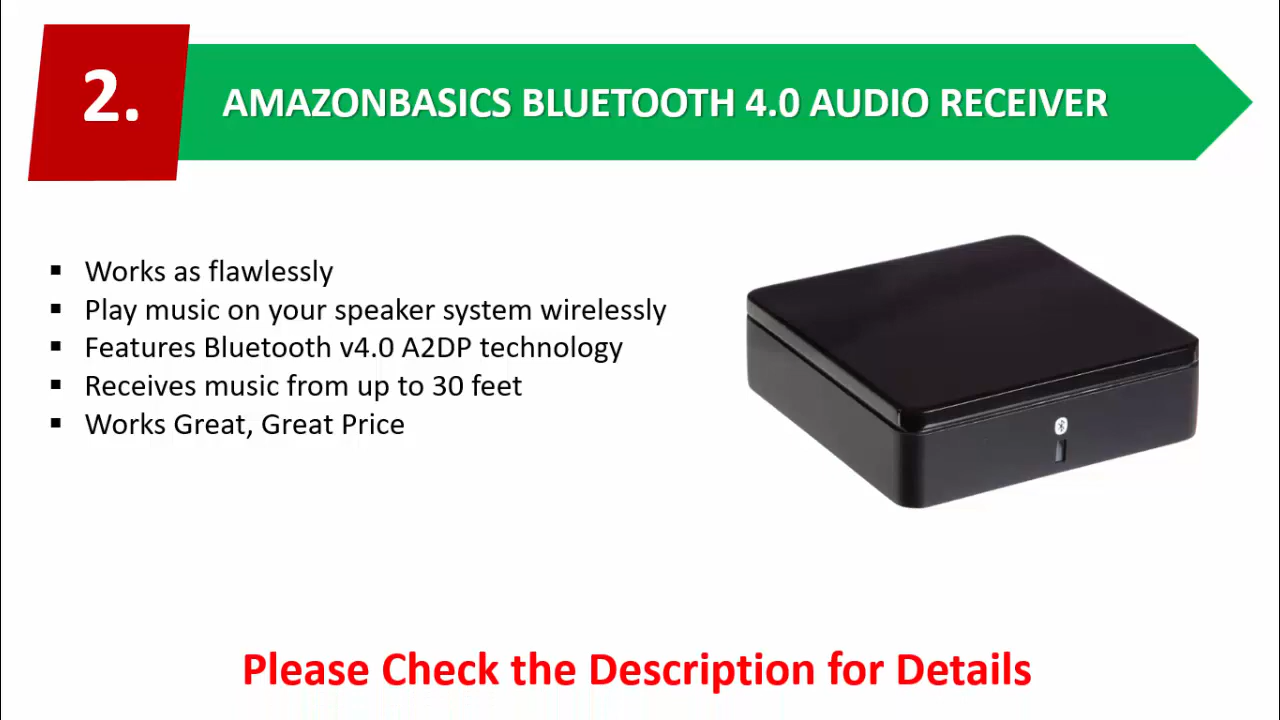 2.
AMAZONBASICS BLUETOOTH 4.0 AUDIO RECEIVER
▪ Works as flawlessly
▪ Play music on your speaker system wirelessly
▪ Features Bluetooth v4.0 A2DP technology
▪ Receives music from up to 30 feet
▪ Works Great, Great Price
Please Check the Description for Details